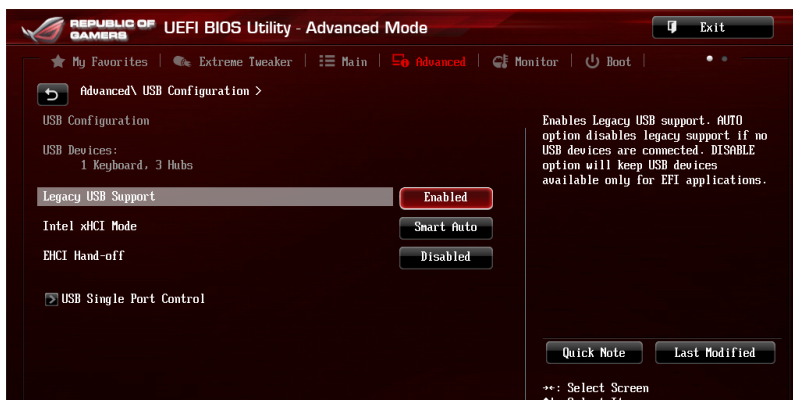 REPUBLIC OF GAMERS UEFI BIOS Utility - Advanced Mode Exit
My Favorites Extreme Tweaker Main Advanced Monitor Boot
Advanced\ USB Configuration >
USB Configuration
USB Devices:
1 Keyboard, 3 Hubs
Legacy USB Support Enabled
Intel xHCI Mode Smart Auto
EHCI Hand-off Disabled
USB Single Port Control
Enables Legacy USB support. AUTO
option disables legacy support if no
USB devices are connected. DISABLE
option will keep USB devices
available only for EFI applications.
Quick Note Last Modified
→←: Select Screen